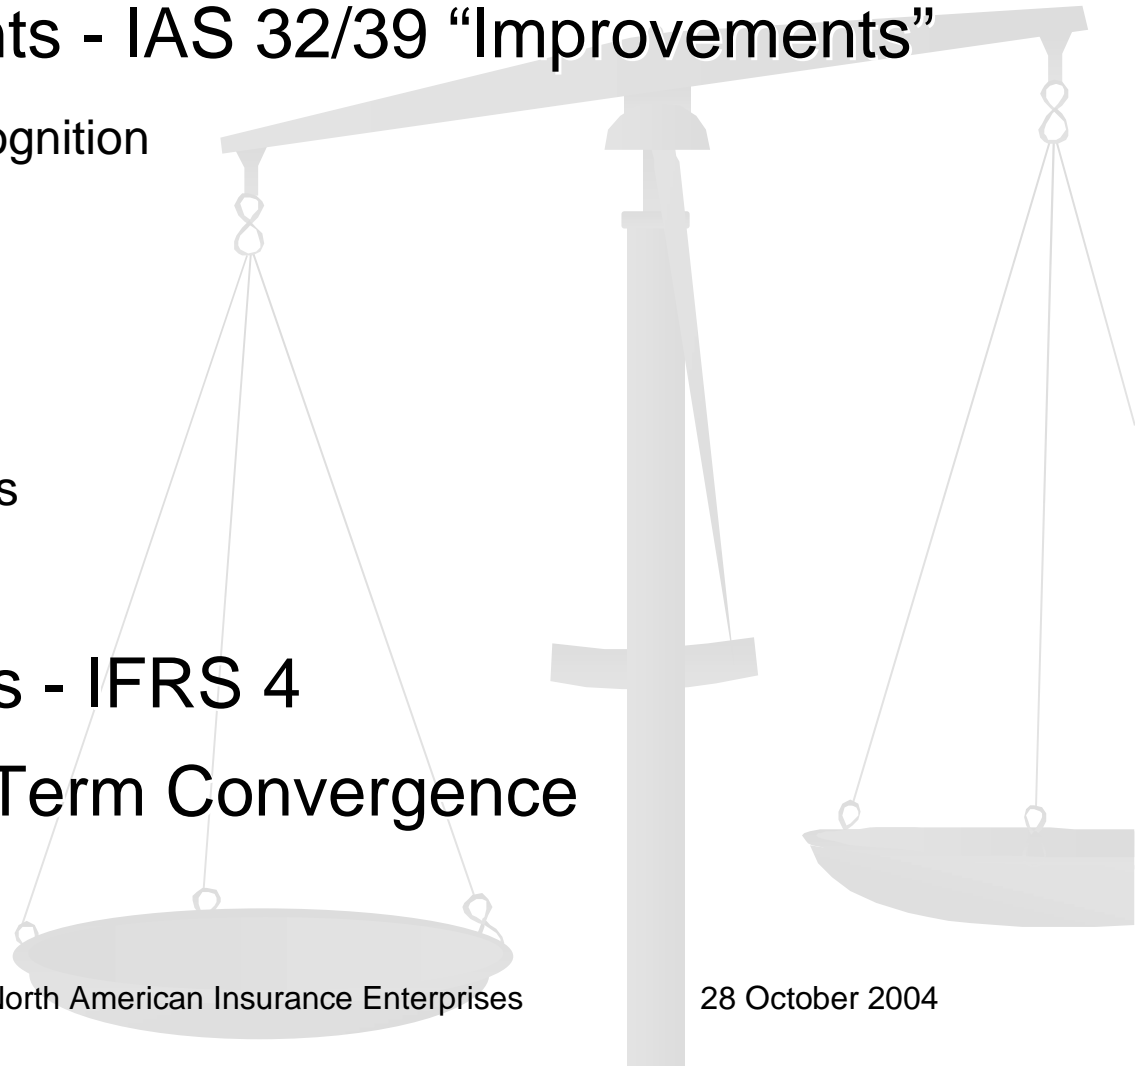 nts - IAS 32/39 “Improvements”
ognition
s
s - IFRS 4
Term Convergence
North American Insurance Enterprises 28 October 2004